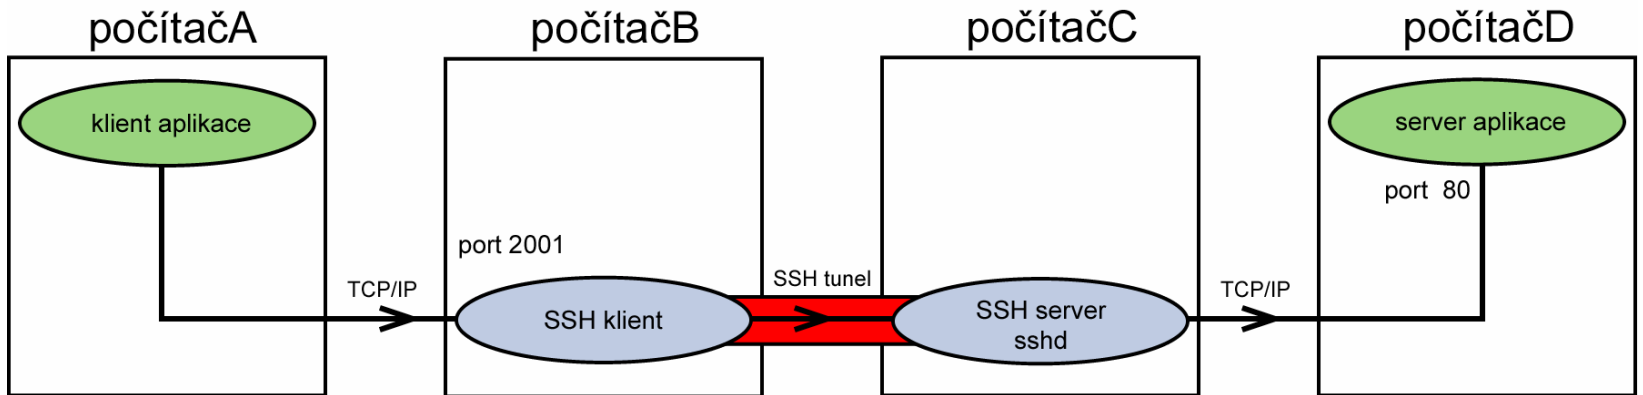 počítačA
počítačB
počítačC
počítačD
klient aplikace
server aplikace
port  80
port 2001
TCP/IP
SSH tunel
TCP/IP
SSH klient
SSH server
sshd